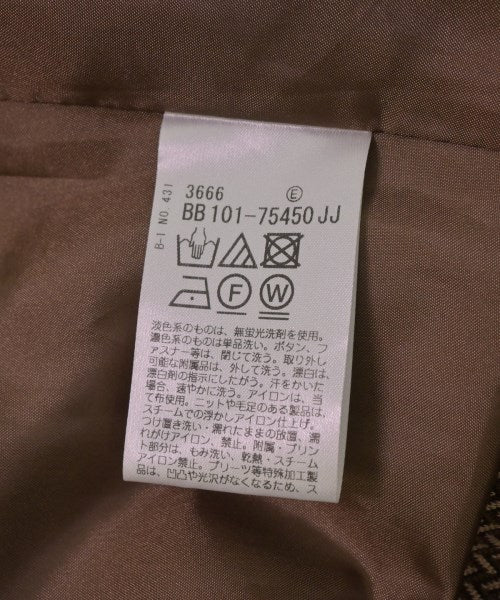 B-1 NO. 431
3666 E
BB 101-75450 JJ
F W
淡色系のものは、無蛍光洗剤を使用。
濃色系のものは単品洗い。ボタン、フ
ァスナー等は、閉じて洗う。取り外し
可能な附属品は、外して洗う。漂白は、
漂白剤の指示にしたがう。汗をかいた
場合、速やかに洗う。アイロンは、当
て布使用。ニットや毛足のある製品は、
スチームでの浮かしアイロン仕上げ。
つけ置き洗い・濡れたままの放置、濡
れがけアイロン、禁止。附属・プリン
ト部分は、もみ洗い、乾熱・スチーム
アイロン禁止。プリーツ等特殊加工製
品は、凹凸や光沢がなくなるため、ス